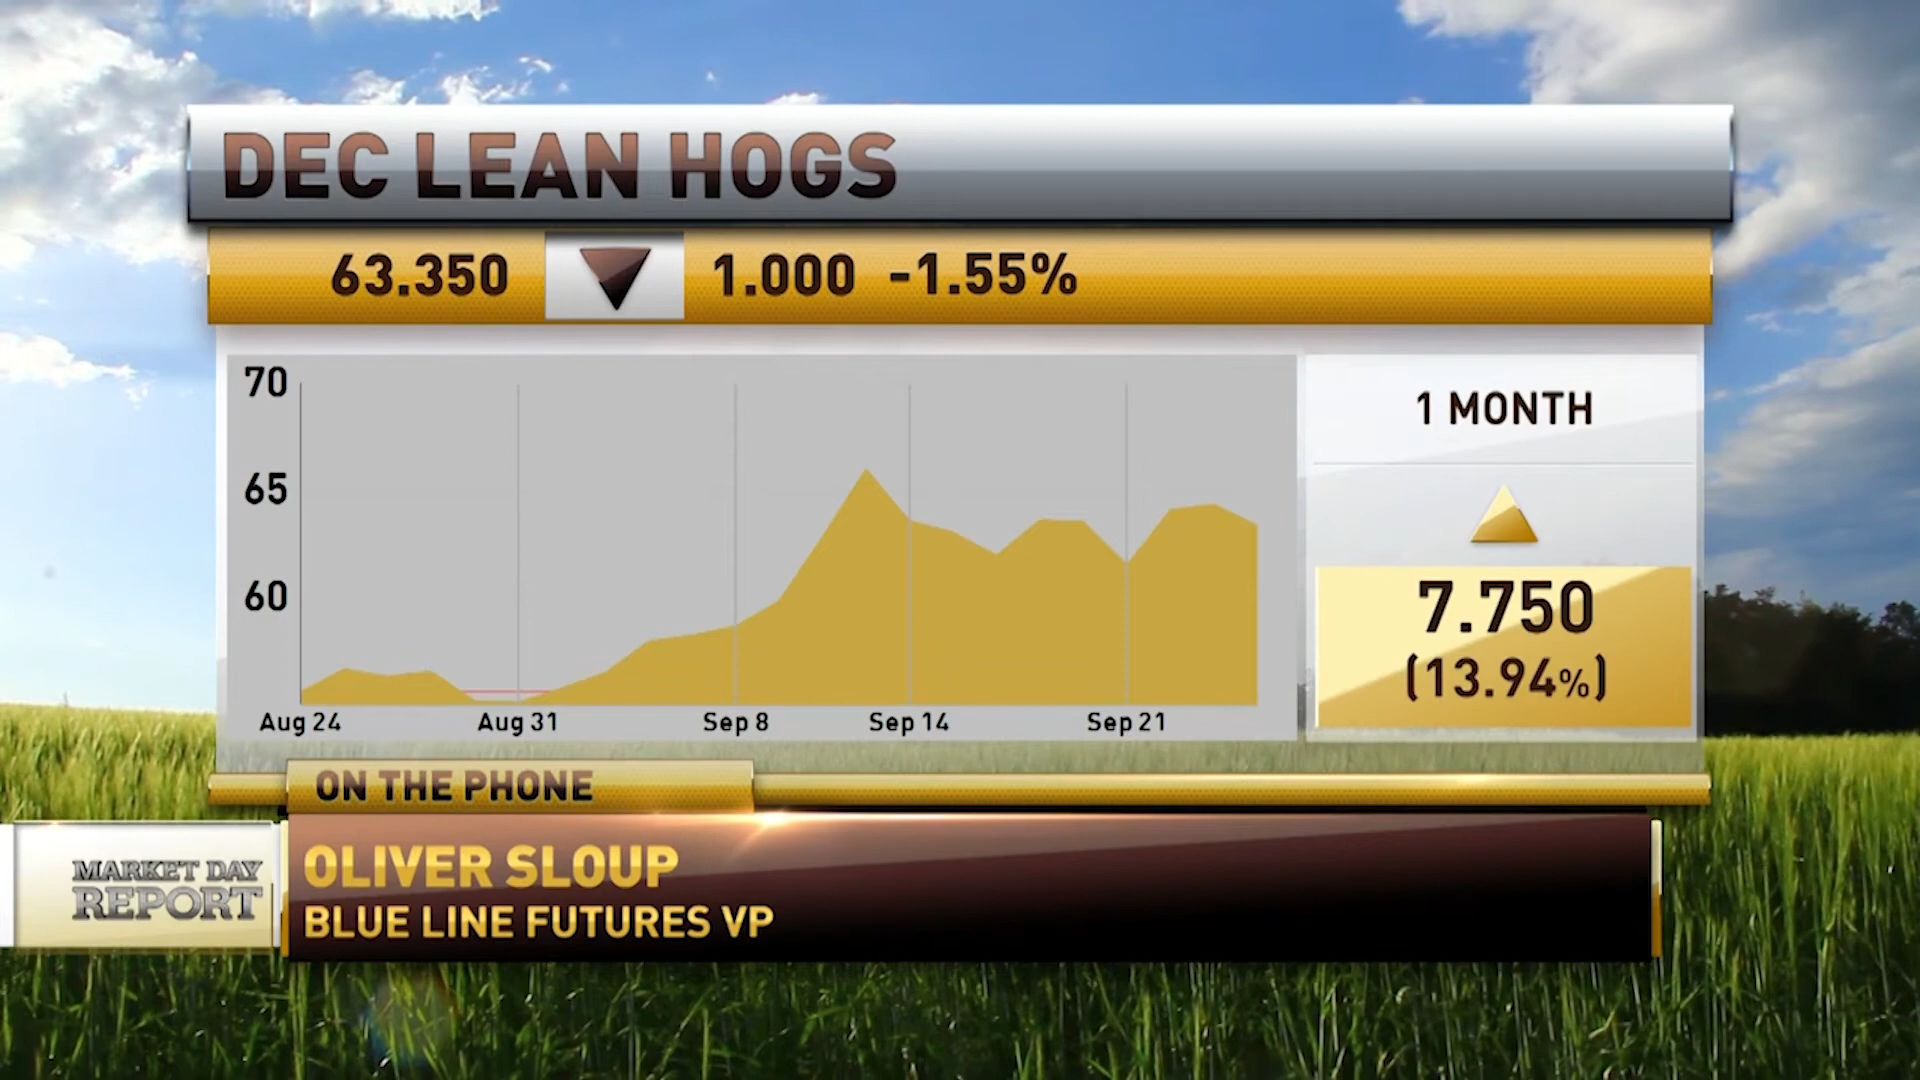 DEC LEAN HOGS
63.350 ▼ 1.000 -1.55%
70
65
60
Aug 24 Aug 31 Sep 8 Sep 14 Sep 21
1 MONTH
7.750
(13.94%)
ON THE PHONE
MARKET DAY
REPORT
OLIVER SLOUP
BLUE LINE FUTURES VP